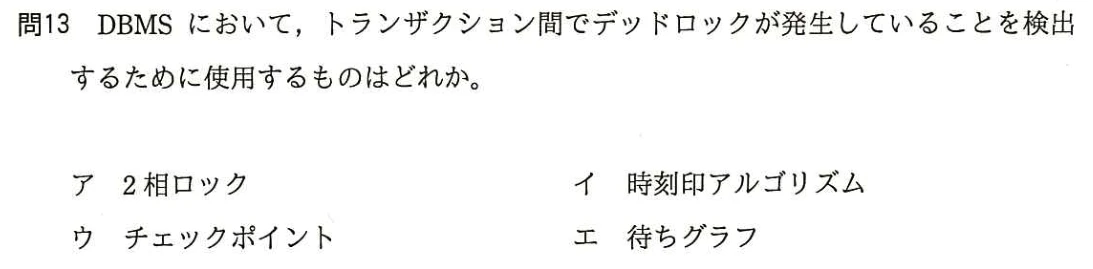 問13 DBMS において，トランザクション間でデッドロックが発生していることを検出
するために使用するものはどれか。
ア 2相ロック イ 時刻印アルゴリズム
ウ チェックポイント エ 待ちグラフ